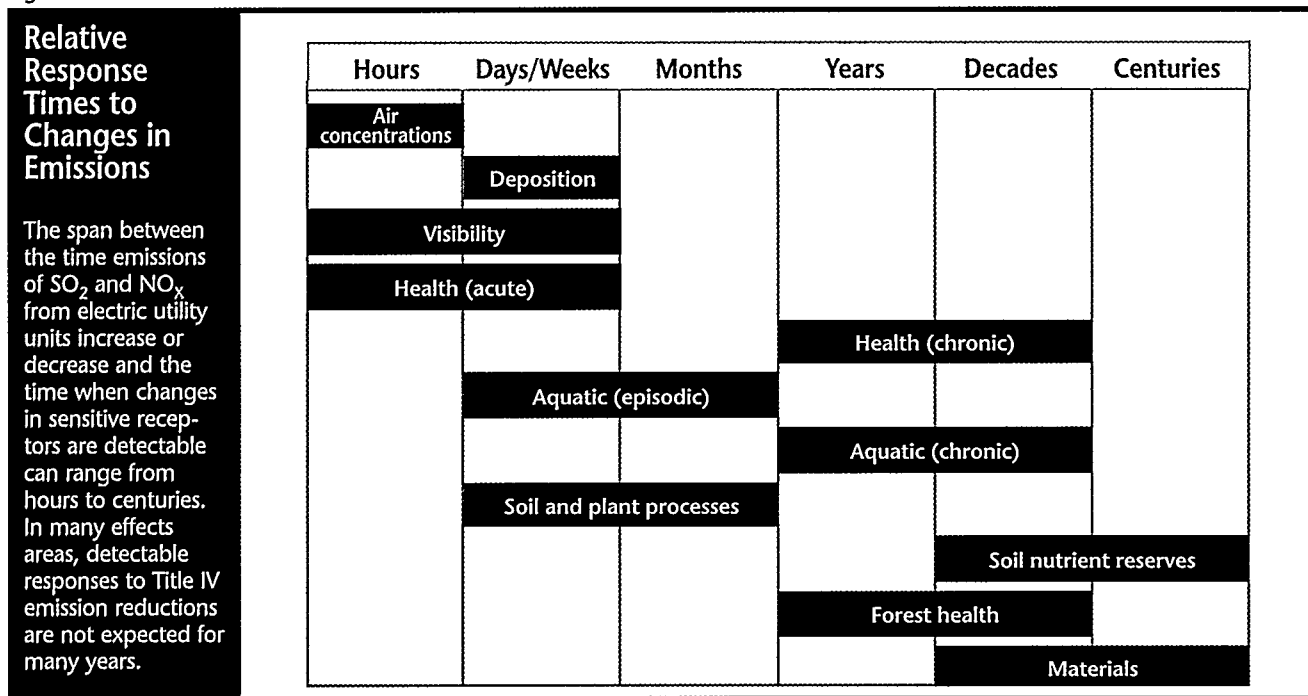 Relative
Response
Times to
Changes in
Emissions
The span between
the time emissions
of SO₂ and NOₓ
from electric utility
units increase or
decrease and the
time when changes
in sensitive recep-
tors are detectable
can range from
hours to centuries.
In many effects
areas, detectable
responses to Title IV
emission reductions
are not expected for
many years.
Hours Days/Weeks Months Years Decades Centuries
Air
concentrations
Deposition
Visibility
Health (acute)
Health (chronic)
Aquatic (episodic)
Aquatic (chronic)
Soil and plant processes
Soil nutrient reserves
Forest health
Materials